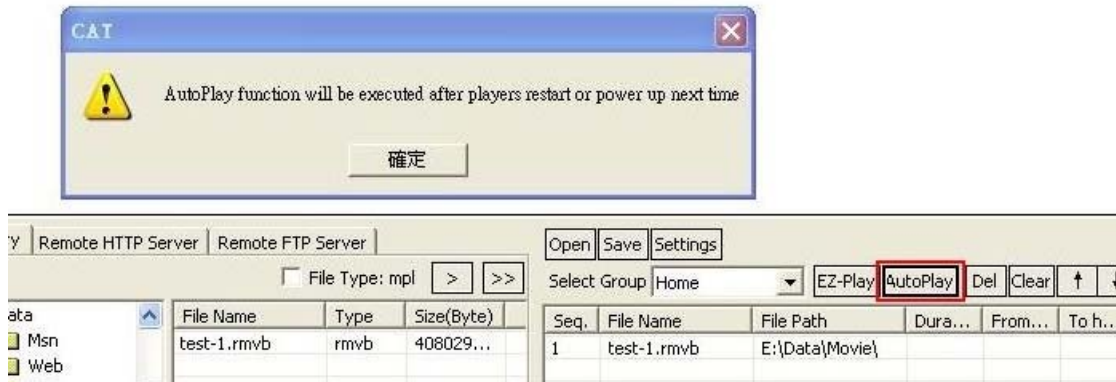 CAT
AutoPlay function will be executed after players restart or power up next time
確定
y Remote HTTP Server Remote FTP Server
File Type: mpl > >>
ata
Msn
Web
File Name Type Size(Byte)
test-1.rmvb rmvb 408029...
Open Save Settings
Select Group Home EZ-Play AutoPlay Del Clear ↑
Seq. File Name File Path Dura... From... To h...
1 test-1.rmvb E:\Data\Movie\